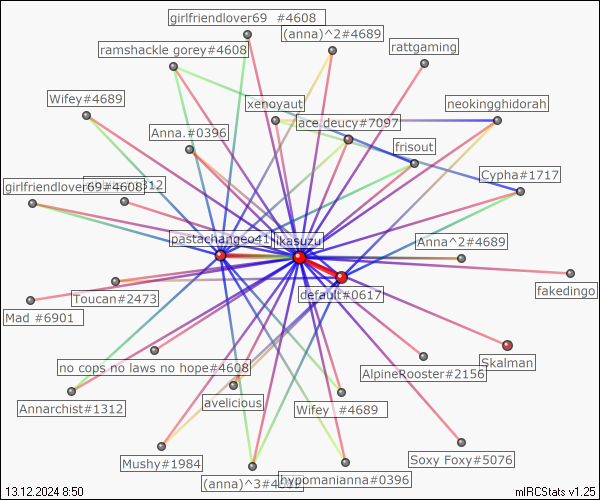 girlfriendlover69 #4608
(anna)^2#4689
ramshackle gorey#4608
rattgaming
Wifey#4689
xenoyaut
neokingghidorah
ace deucy#7097
Anna.#0396
frisout
Cypha#1717
girlfriendlover69#4608
312
pastachangeo41
ikasuzu
Anna^2#4689
fakedingo
default#0617
Toucan#2473
Mad #6901
Skalman
no cops no laws no hope#4608
AlpineRooster#2156
Annarchist#1312
avelicious
Wifey #4689
Mushy#1984
Soxy Foxy#5076
(anna)^3#4
hypomanianna#0396
13.12.2024 8:50
mIRCStats v1.25